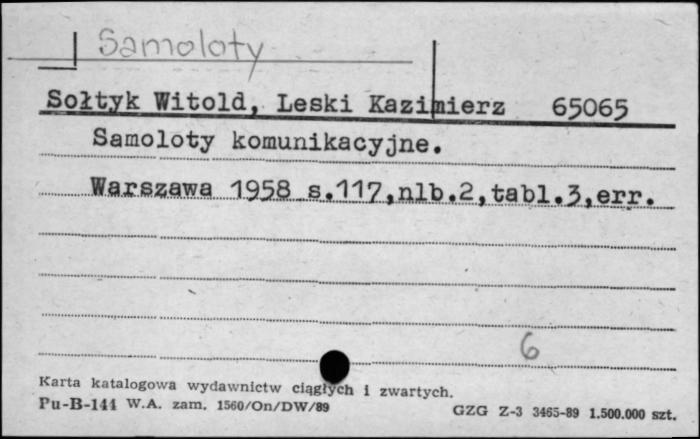 Samoloty
Sołtyk Witold, Leski Kazimierz 65065
Samoloty komunikacyjne.
Warszawa 1958 s.117,nlb.2,tabl.3,err.
6
Karta katalogowa wydawnictw ciągłych i zwartych.
Pu-B-144 W.A. zam. 1560/On/DW/89 GZG Z-3 3465-89 1.500.000 szt.